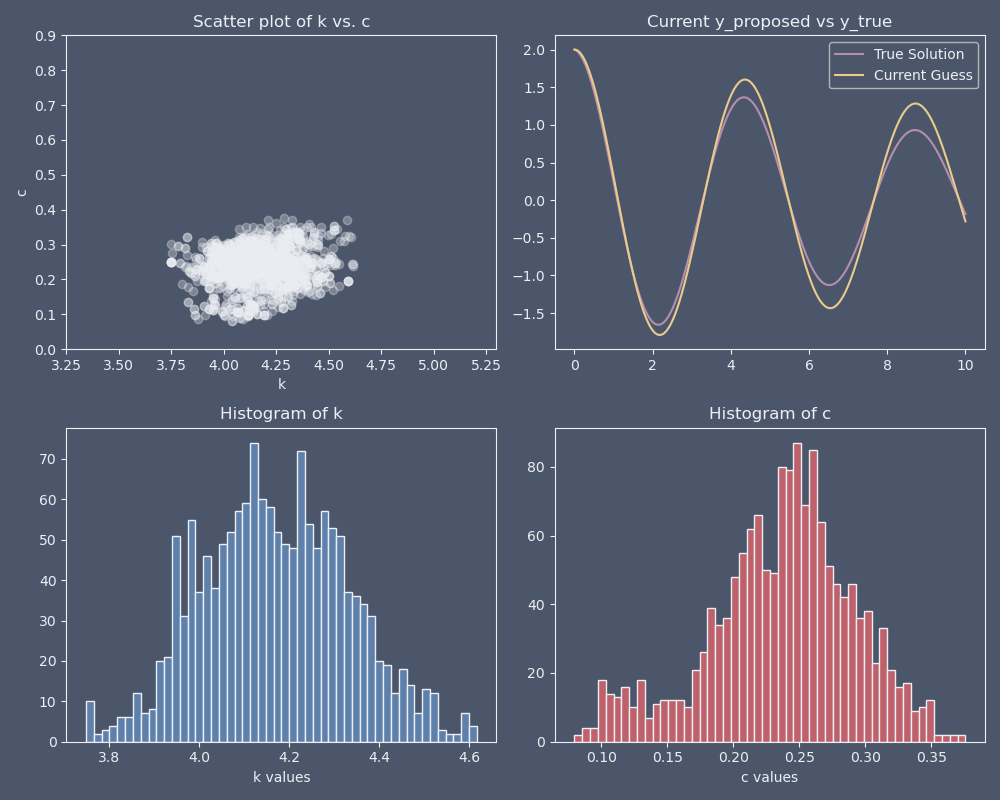 Scatter plot of k vs. c
0.9
0.8
0.7
0.6
0.5
0.4
0.3
0.2
0.1
0.0
c
3.25 3.50 3.75 4.00 4.25 4.50 4.75 5.00 5.25
k
Current y_proposed vs y_true
True Solution
Current Guess
2.0
1.5
1.0
0.5
0.0
−0.5
−1.0
−1.5
0 2 4 6 8 10
Histogram of k
70
60
50
40
30
20
10
0
3.8 4.0 4.2 4.4 4.6
k values
Histogram of c
80
60
40
20
0
0.10 0.15 0.20 0.25 0.30 0.35
c values